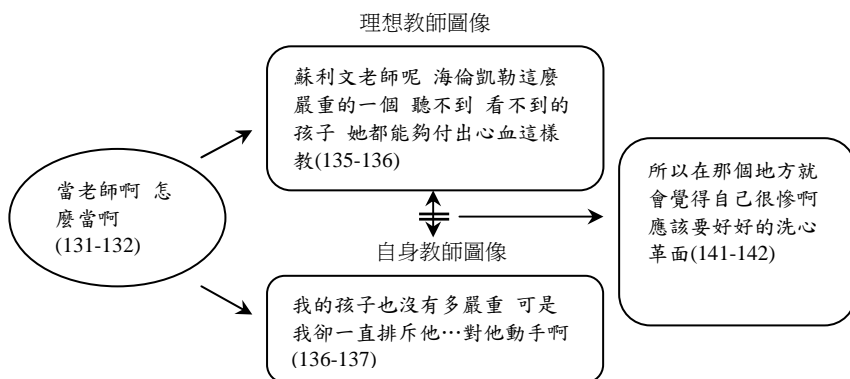 理想教師圖像
蘇利文老師呢 海倫凱勒這麼
嚴重的一個 聽不到 看不到的
孩子 她都能夠付出心血這樣
教(135-136)
當老師啊 怎
麼當啊
(131-132)
所以在那個地方就
會覺得自己很慘啊
應該要好好的洗心
革面(141-142)
自身教師圖像
我的孩子也沒有多嚴重 可是
我卻一直排斥他…對他動手啊
(136-137)